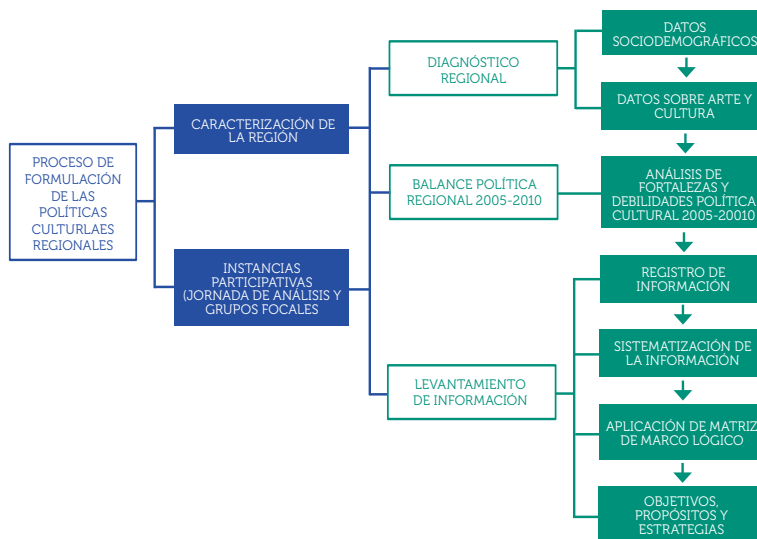 PROCESO DE
FORMULACIÓN
DE LAS
POLÍTICAS
CULTURLAES
REGIONALES
CARACTERIZACIÓN DE
LA REGIÓN
INSTANCIAS
PARTICIPATIVAS
(JORNADA DE ANÁLISIS Y
GRUPOS FOCALES
DIAGNÓSTICO
REGIONAL
BALANCE POLÍTICA
REGIONAL 2005-2010
LEVANTAMIENTO
DE INFORMACIÓN
DATOS
SOCIODEMOGRÁFICOS
DATOS SOBRE ARTE Y
CULTURA
ANÁLISIS DE
FORTALEZAS Y
DEBILIDADES POLÍTICA
CULTURAL 2005-20010
REGISTRO DE
INFORMACIÓN
SISTEMATIZACIÓN DE
LA INFORMACIÓN
APLICACIÓN DE MATRIZ
DE MARCO LÓGICO
OBJETIVOS,
PROPÓSITOS Y
ESTRATEGIAS